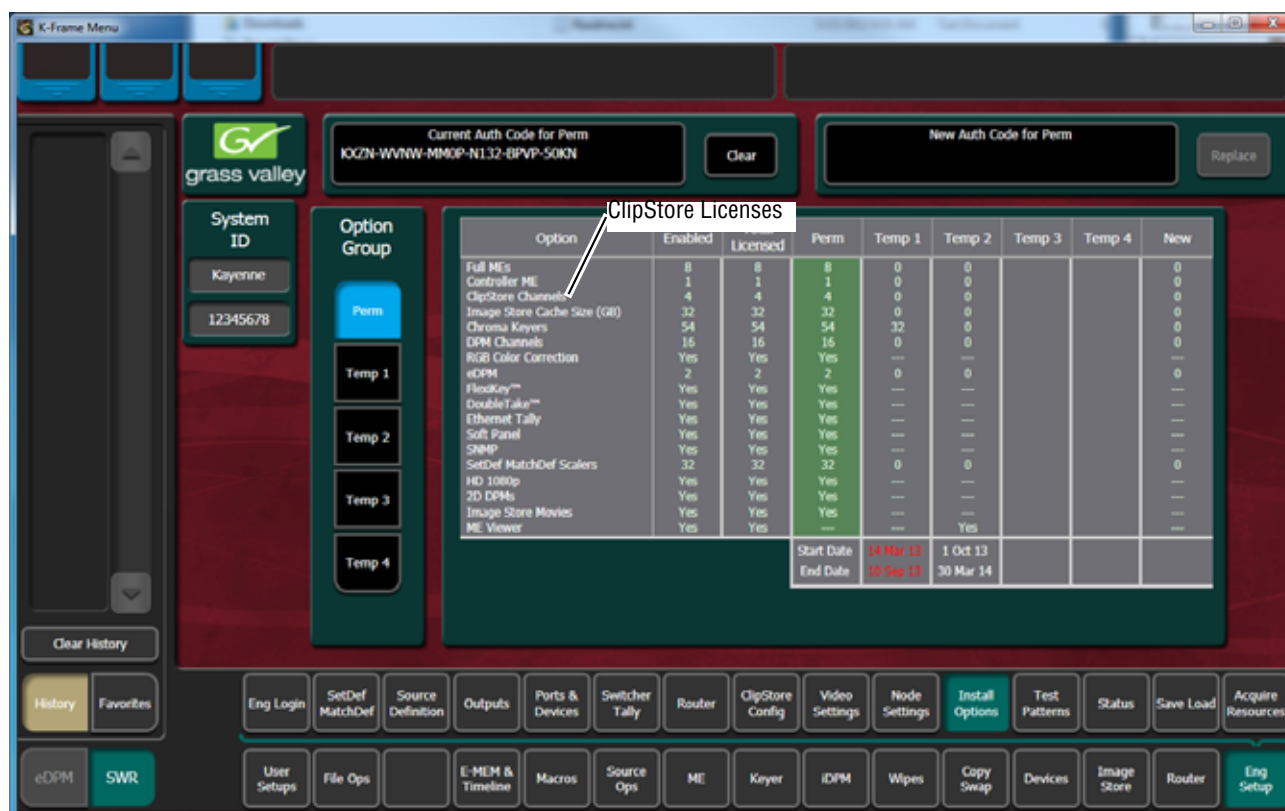 K-Frame Menu
Gv
grass valley
Current Auth Code for Perm
KXZN-WVNW-MM0P-N132-BPVP-50KN
Clear
New Auth Code for Perm
Replace
System ID
Kayenne
12345678
Option Group
Perm
Temp 1
Temp 2
Temp 3
Temp 4
ClipStore Licenses
Option Enabled Licensed Perm Temp 1 Temp 2 Temp 3 Temp 4 New
Full MEs 8 8 8 0 0 0
Controller ME 1 1 1 0 0 0
ClipStore Channels 4 4 4 0 0 0
Image Store Cache Size (GB) 32 32 32 0 0 0
Chroma Keyers 54 54 54 32 0 0
DPM Channels 16 16 16 0 0 0
RGB Color Correction Yes Yes Yes --- --- ---
eDPM 2 2 2 0 0 0
FlexiKey™ Yes Yes Yes --- --- ---
DoubleTake™ Yes Yes Yes --- --- ---
Ethernet Tally Yes Yes Yes --- --- ---
Soft Panel Yes Yes Yes --- --- ---
SNMP Yes Yes Yes --- --- ---
SetDef MatchDef Scalers 32 32 32 0 0 0
HD 1080p Yes Yes Yes --- --- ---
2D DPMs Yes Yes Yes --- --- ---
Image Store Movies Yes Yes Yes --- --- ---
ME Viewer Yes Yes --- --- Yes ---
Start Date 14 Mar 13 1 Oct 13
End Date 10 Sep 13 30 Mar 14
Clear History
History Favorites
Eng Login
SetDef MatchDef
Source Definition
Outputs
Ports & Devices
Switcher Tally
Router
ClipStore Config
Video Settings
Node Settings
Install Options
Test Patterns
Status
Save Load
Acquire Resources
eDPM SWR
User Setups
File Ops
E-MEM & Timeline
Macros
Source Ops
ME
Keyer
iDPM
Wipes
Copy Swap
Devices
Image Store
Router
Eng Setup